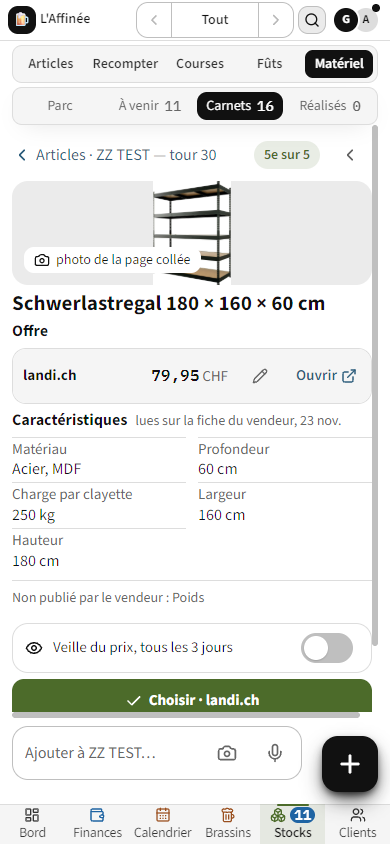 L'Affinée
Tout
G
A
Articles
Recompter
Courses
Fûts
Matériel
Parc
À venir 11
Carnets 16
Réalisés 0
Articles · ZZ TEST — tour 30
5e sur 5
photo de la page collée
Schwerlastregal 180 × 160 × 60 cm
Offre
landi.ch
79,95 CHF
Ouvrir
Caractéristiques lues sur la fiche du vendeur, 23 nov.
Matériau
Acier, MDF
Profondeur
60 cm
Charge par clayette
250 kg
Largeur
160 cm
Hauteur
180 cm
Non publié par le vendeur : Poids
Veille du prix, tous les 3 jours
Choisir · landi.ch
Ajouter à ZZ TEST…
Bord
Finances
Calendrier
Brassins
11
Stocks
Clients